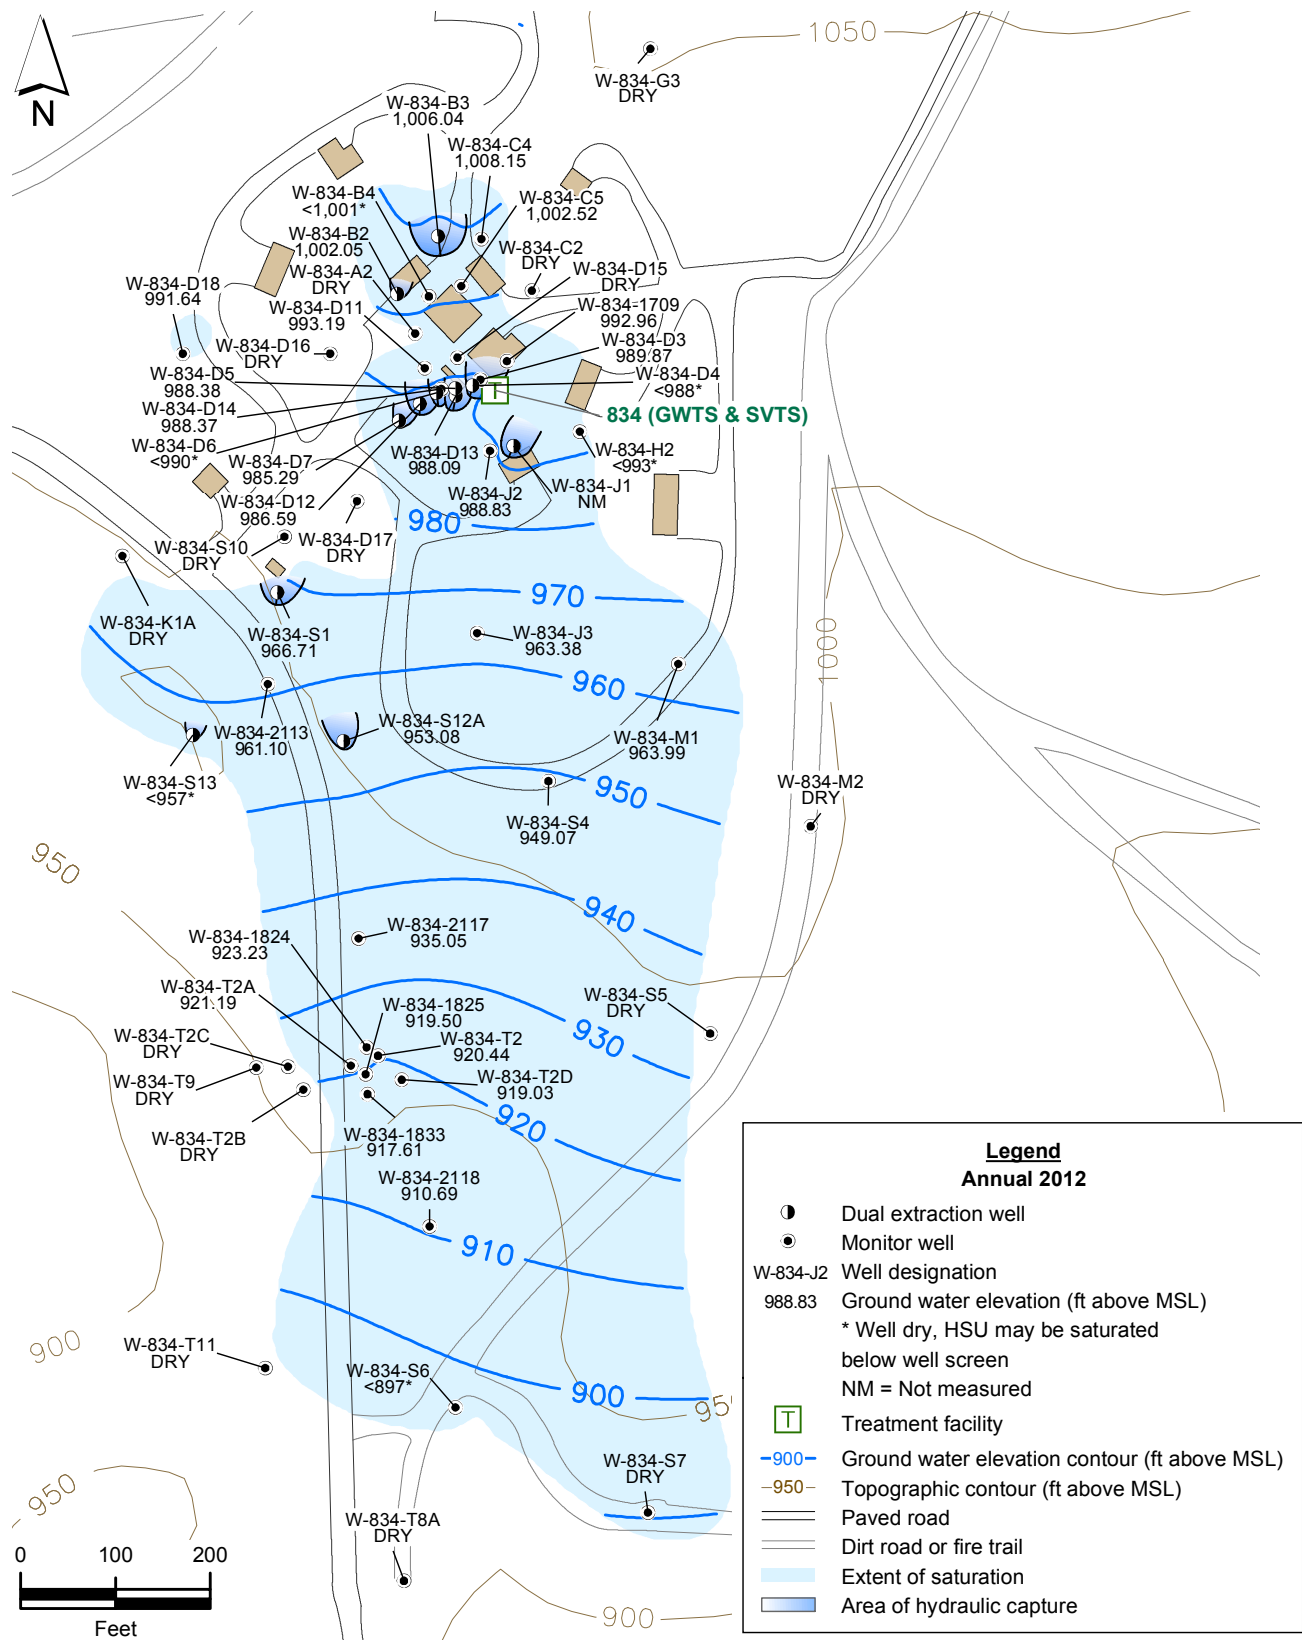 1050
W-834-G3
DRY
N
W-834-B3
1,006.04
W-834-C4
1,008.15
W-834-B4
<1,001*
W-834-C5
1,002.52
W-834-B2
1,002.05
W-834-C2
DRY
W-834-A2
DRY
W-834-D15
DRY
W-834-D18
991.64
W-834-D11
993.19
W-834-1709
992.96
W-834-D16
DRY
W-834-D3
989.87
W-834-D5
988.38
W-834-D4
<988*
T
W-834-D14
988.37
834 (GWTS & SVTS)
W-834-D6
<990*
W-834-D7
985.29
W-834-D13
988.09
W-834-H2
<993*
W-834-J2
988.83
W-834-J1
NM
W-834-D12
986.59
980
W-834-D17
DRY
W-834-S10
DRY
970
W-834-K1A
DRY
W-834-S1
966.71
W-834-J3
963.38
1000
960
W-834-2113
961.10
W-834-S12A
953.08
W-834-M1
963.99
W-834-S13
<957*
950
W-834-M2
DRY
W-834-S4
949.07
950
940
W-834-2117
935.05
W-834-1824
923.23
W-834-T2A
921.19
W-834-1825
919.50
W-834-S5
DRY
930
W-834-T2C
DRY
W-834-T2
920.44
W-834-T9
DRY
W-834-T2D
919.03
920
W-834-T2B
DRY
W-834-1833
917.61
W-834-2118
910.69
910
900
W-834-T11
DRY
W-834-S6
<897*
900
950
W-834-S7
DRY
950
W-834-T8A
DRY
900
0 100 200
Feet
Legend
Annual 2012
Dual extraction well
Monitor well
W-834-J2 Well designation
988.83 Ground water elevation (ft above MSL)
* Well dry, HSU may be saturated
below well screen
NM = Not measured
T Treatment facility
900 Ground water elevation contour (ft above MSL)
950 Topographic contour (ft above MSL)
Paved road
Dirt road or fire trail
Extent of saturation
Area of hydraulic capture